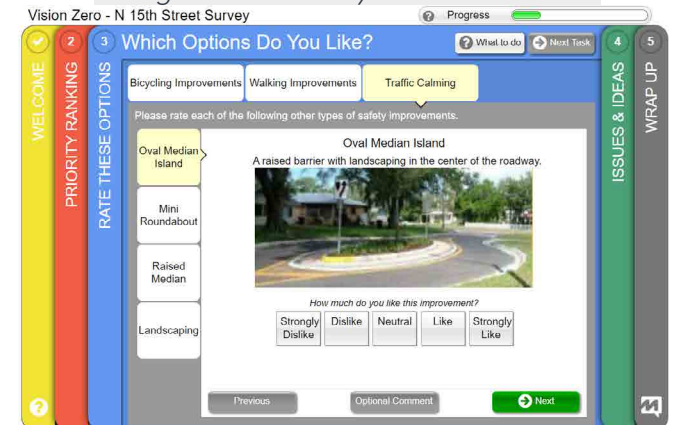 Vision Zero - N 15th Street Survey
Progress
WELCOME
2
PRIORITY RANKING
3
RATE THESE OPTIONS
Which Options Do You Like?
What to do
Next Task
Bicycling Improvements
Walking Improvements
Traffic Calming
Please rate each of the following other types of safety improvements.
Oval Median
Island
Mini
Roundabout
Raised
Median
Landscaping
Oval Median Island
A raised barrier with landscaping in the center of the roadway.
How much do you like this improvement?
Strongly
Dislike
Dislike
Neutral
Like
Strongly
Like
Previous
Optional Comment
Next
4
ISSUES & IDEAS
5
WRAP UP